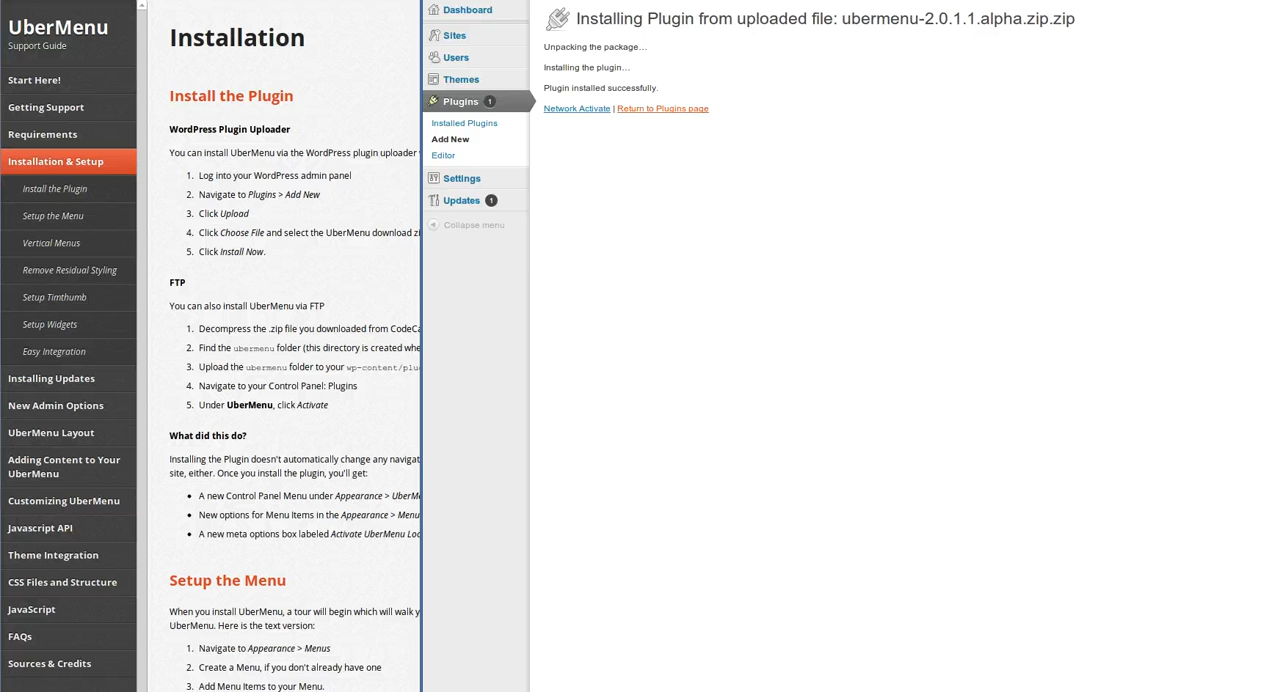 UberMenu
Support Guide
Start Here!
Getting Support
Requirements
Installation & Setup
Install the Plugin
Setup the Menu
Vertical Menus
Remove Residual Styling
Setup Timthumb
Setup Widgets
Easy Integration
Installing Updates
New Admin Options
UberMenu Layout
Adding Content to Your
UberMenu
Customizing UberMenu
Javascript API
Theme Integration
CSS Files and Structure
JavaScript
FAQs
Sources & Credits
Installation
Install the Plugin
WordPress Plugin Uploader
You can install UberMenu via the WordPress plugin uploader
1. Log into your WordPress admin panel
2. Navigate to Plugins > Add New
3. Click Upload
4. Click Choose File and select the UberMenu download
5. Click Install Now.
FTP
You can also install UberMenu via FTP
1. Decompress the .zip file you downloaded from
2. Find the ubermenu folder (this directory is created
3. Upload the ubermenu folder to your
4. Navigate to your Control Panel: Plugins
5. Under UberMenu, click Activate
What did this do?
Installing the Plugin doesn't automatically change any
site, either. Once you install the plugin, you'll get:
• A new Control Panel Menu under Appearance >
• New options for Menu Items in the Appearance >
• A new meta options box labeled Activate UberMenu
Setup the Menu
When you install UberMenu, a tour will begin which will walk
UberMenu. Here is the text version:
1. Navigate to Appearance > Menus
2. Create a Menu, if you don't already have one
3. Add Menu Items to your Menu.
Dashboard
Sites
Users
Themes
Plugins 1
Installed Plugins
Add New
Editor
Settings
Updates 1
Collapse menu
Installing Plugin from uploaded file: ubermenu-2.0.1.1.alpha.zip.zip
Unpacking the package…
Installing the plugin…
Plugin installed successfully.
Network Activate | Return to Plugins page